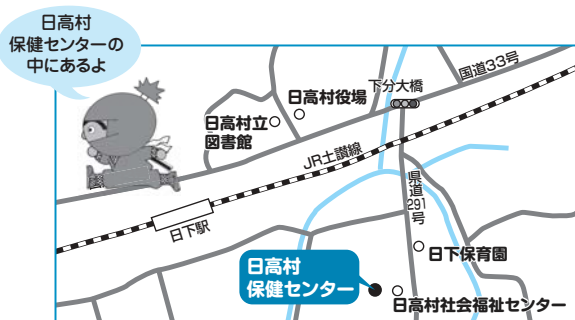 日高村
保健センターの
中にあるよ
国道33号
下分大橋
日高村役場
日高村立
図書館
JR土讃線
県道291号
日下駅
日下保育園
日高村
保健センター
日高村社会福祉センター